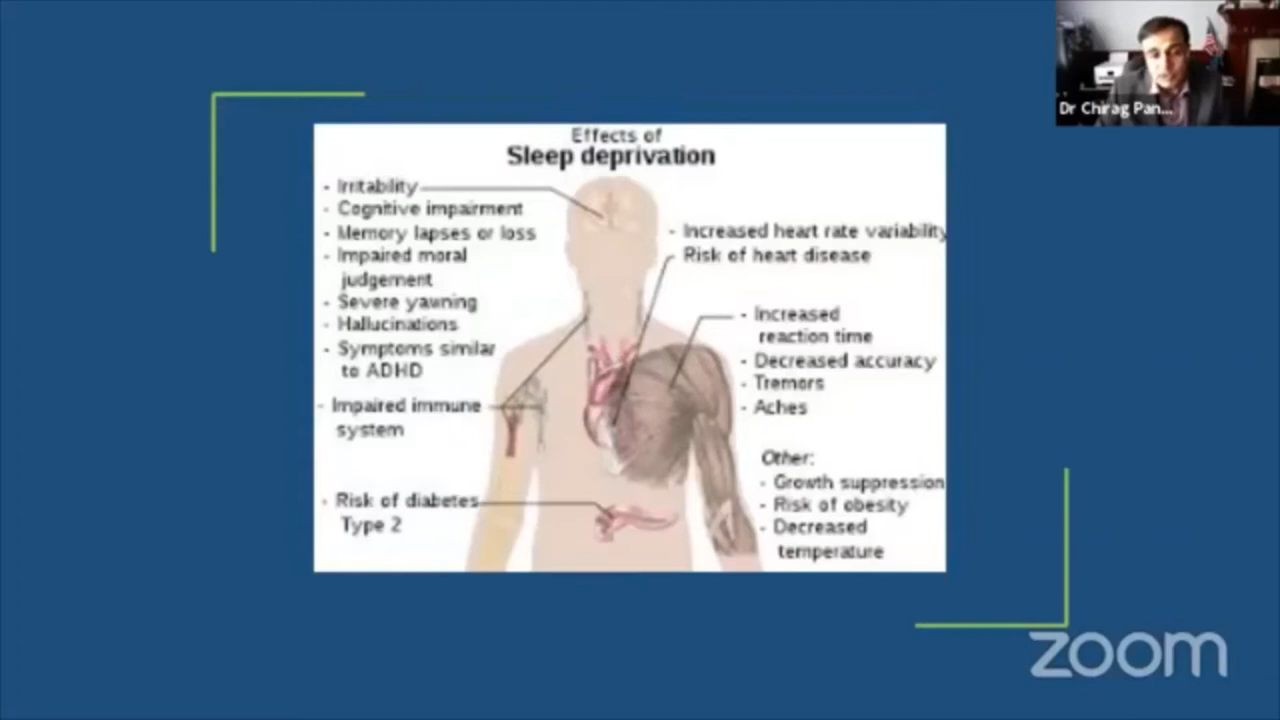 Effects of
Sleep deprivation
- Irritability
- Cognitive impairment
- Memory lapses or loss
- Impaired moral
judgement
- Severe yawning
- Hallucinations
- Symptoms similar
to ADHD
- Impaired immune
system
- Risk of diabetes
Type 2
- Increased heart rate variability
- Risk of heart disease
- Increased
reaction time
- Decreased accuracy
- Tremors
- Aches
Other:
- Growth suppression
- Risk of obesity
- Decreased
temperature
Dr Chirag Pan...
zoom